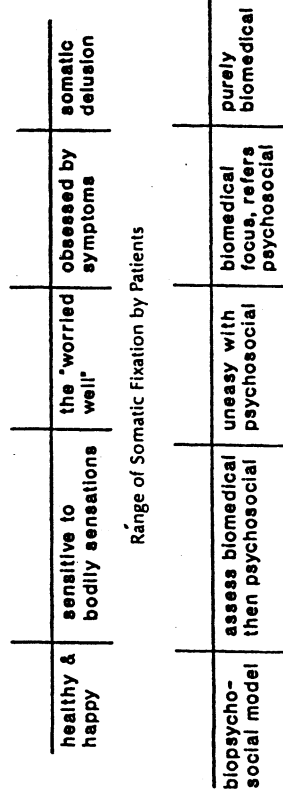 healthy &
happy
sensitive to
bodily sensations
the "worried
well"
obsessed by
symptoms
somatic
delusion
Range of Somatic Fixation by Patients
biopsycho-
social model
assess biomedical
then psychosocial
uneasy with
psychosocial
biomedical
focus, refers
psychosocial
purely
biomedical